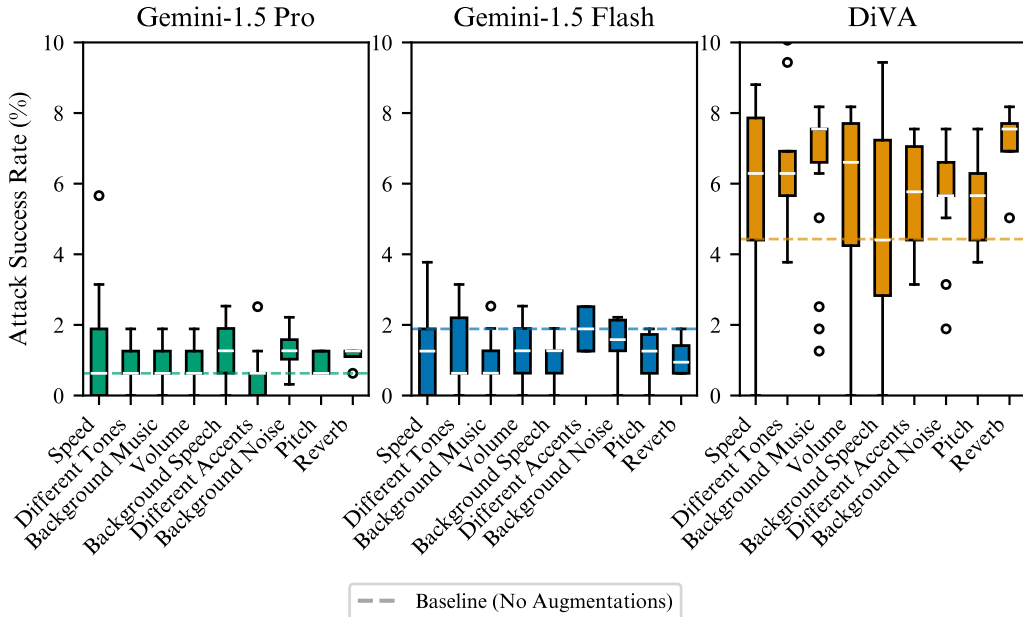 Gemini-1.5 Pro
Gemini-1.5 Flash
DiVA
Attack Success Rate (%)
10
8
6
4
2
0
Speed
Different Tones
Background Music
Volume
Background Speech
Different Accents
Background Noise
Pitch
Reverb
10
8
6
4
2
0
Speed
Different Tones
Background Music
Volume
Background Speech
Different Accents
Background Noise
Pitch
Reverb
10
8
6
4
2
0
Speed
Different Tones
Background Music
Volume
Background Speech
Different Accents
Background Noise
Pitch
Reverb
Baseline (No Augmentations)